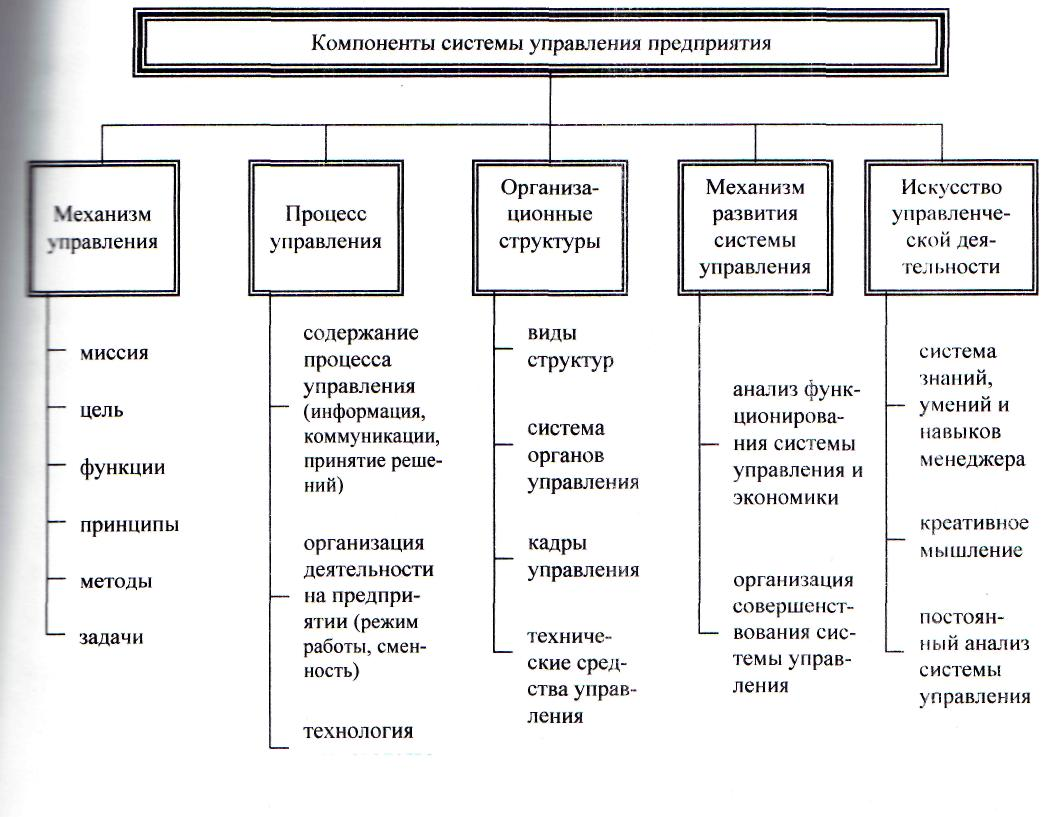 Компоненты системы управления предприятия
Механизм
управления
Процесс
управления
Организа-
ционные
структуры
Механизм
развития
системы
управления
Искусство
управленче-
ской дея-
тельности
миссия
цель
функции
принципы
методы
задачи
содержание
процесса
управления
(информация,
коммуникации,
принятие реше-
ний)
организация
деятельности
на предпри-
ятии (режим
работы, смен-
ность)
технология
виды
структур
система
органов
управления
кадры
управления
техниче-
ские сред-
ства управ-
ления
анализ функ-
ционирова-
ния системы
управления и
экономики
организация
совершенст-
вования сис-
темы управ-
ления
система
знаний,
умений и
навыков
менеджера
креативное
мышление
постоян-
ный анализ
системы
управления